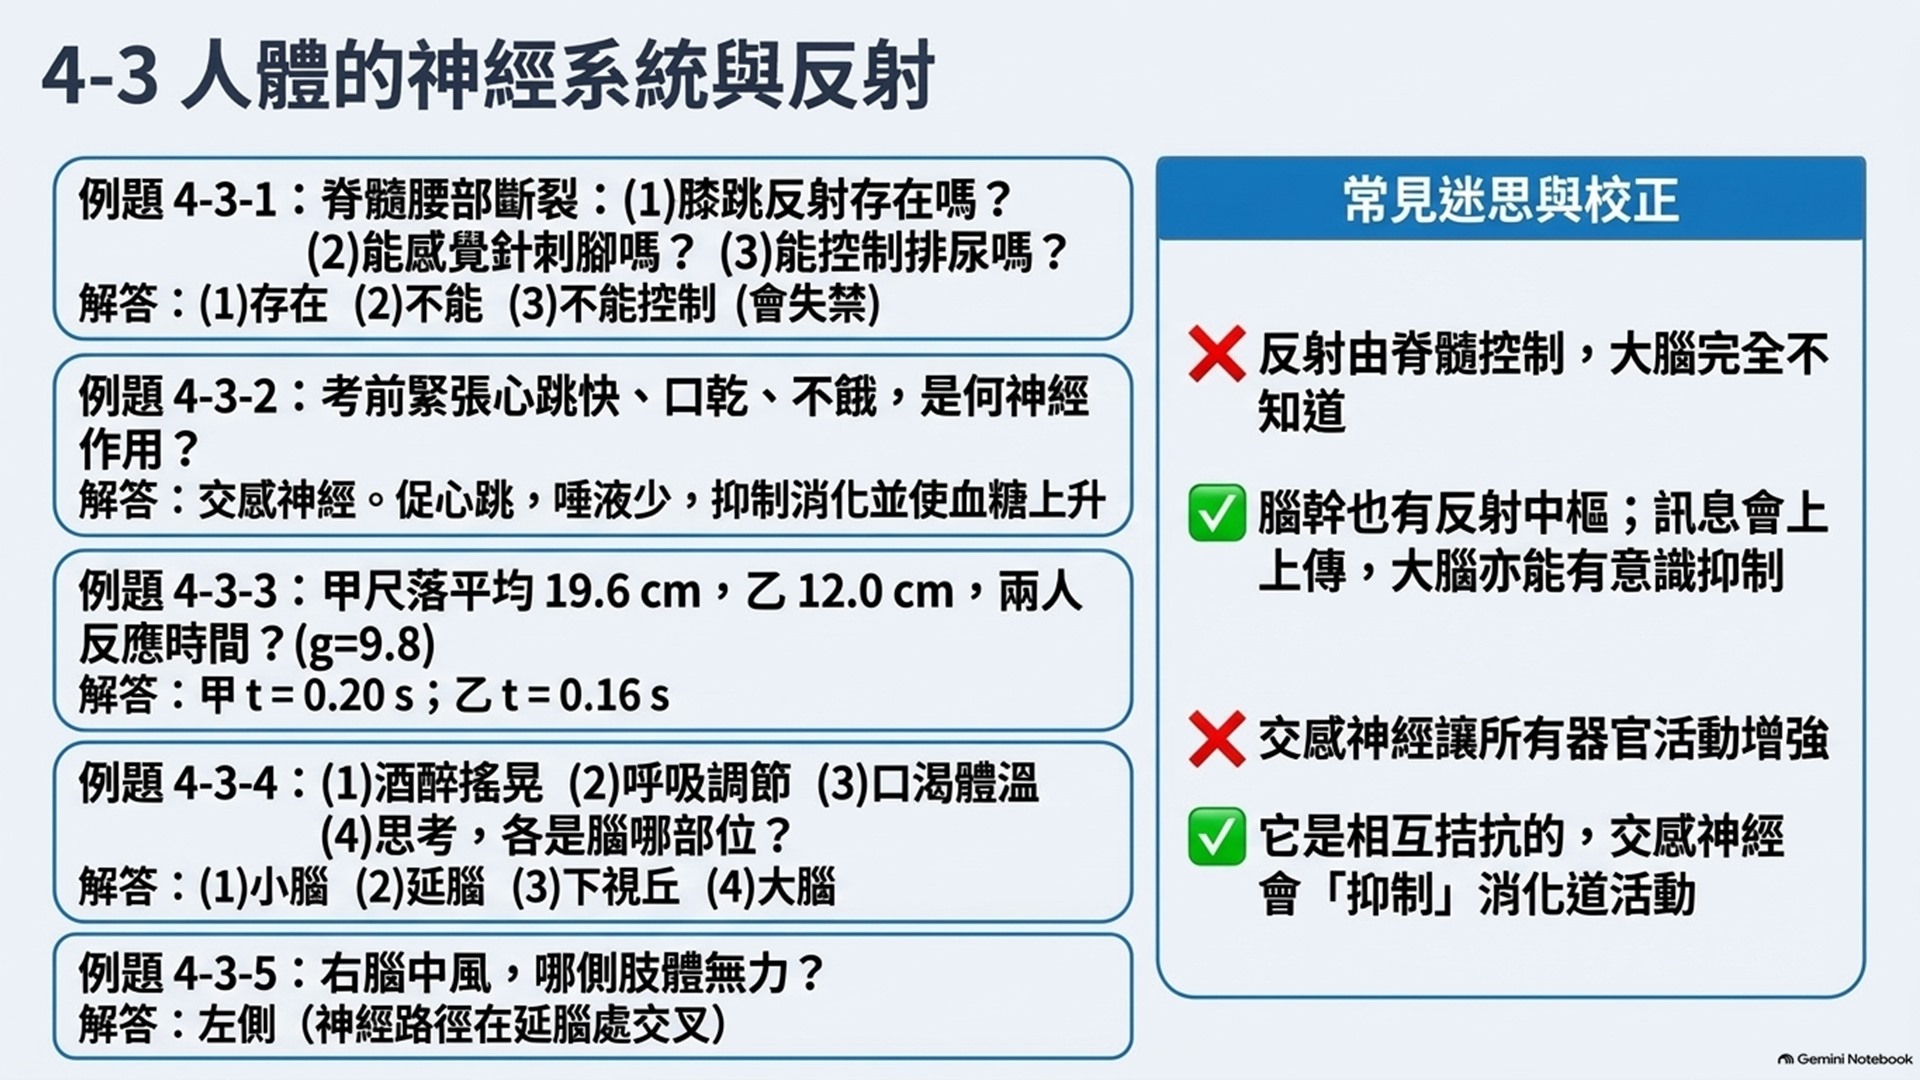 4-3 人體的神經系統與反射
例題 4-3-1：脊髓腰部斷裂：(1)膝跳反射存在嗎？
(2)能感覺針刺腳嗎？ (3)能控制排尿嗎？
解答：(1)存在 (2)不能 (3)不能控制 (會失禁)
例題 4-3-2：考前緊張心跳快、口乾、不餓，是何神經
作用？
解答：交感神經。促心跳，唾液少，抑制消化並使血糖上升
例題 4-3-3：甲尺落平均 19.6 cm，乙 12.0 cm，兩人
反應時間？(g=9.8)
解答：甲 t = 0.20 s；乙 t = 0.16 s
例題 4-3-4：(1)酒醉搖晃 (2)呼吸調節 (3)口渴體溫
(4)思考，各是腦哪部位？
解答：(1)小腦 (2)延腦 (3)下視丘 (4)大腦
例題 4-3-5：右腦中風，哪側肢體無力？
解答：左側（神經路徑在延腦處交叉）
常見迷思與校正
❌ 反射由脊髓控制，大腦完全不
知道
✅ 腦幹也有反射中樞；訊息會上
上傳，大腦亦能有意識抑制
❌ 交感神經讓所有器官活動增強
✅ 它是相互拮抗的，交感神經
會「抑制」消化道活動
Gemini Notebook